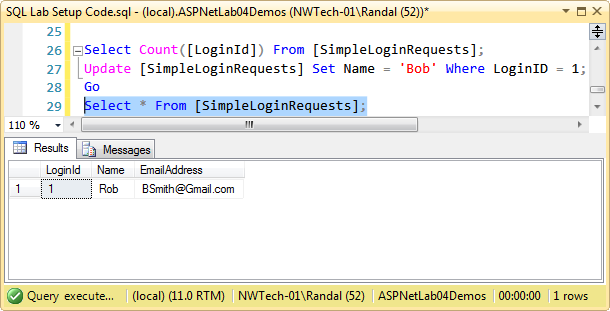 SQL Lab Setup Code.sql - (local).ASPNetLab04Demos (NWTech-01\Randal (52))*
25
26 Select Count([LoginId]) From [SimpleLoginRequests];
27 Update [SimpleLoginRequests] Set Name = 'Bob' Where LoginID = 1;
28 Go
29 Select * From [SimpleLoginRequests];
110 %
Results Messages
LoginId Name EmailAddress
1 1 Rob BSmith@Gmail.com
Query execute... (local) (11.0 RTM) NWTech-01\Randal (52) ASPNetLab04Demos 00:00:00 1 rows